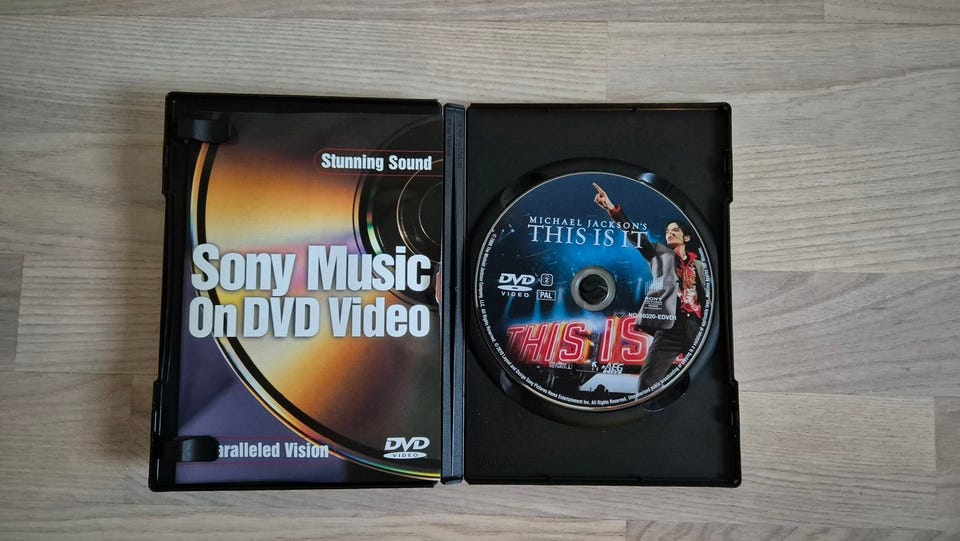 Stunning Sound
Sony Music
On DVD Video
aralleled Vision
DVD
VIDEO
MICHAEL JACKSON'S
THIS IS IT
DVD
VIDEO
2
PAL
SONY
THIS IS
AEG